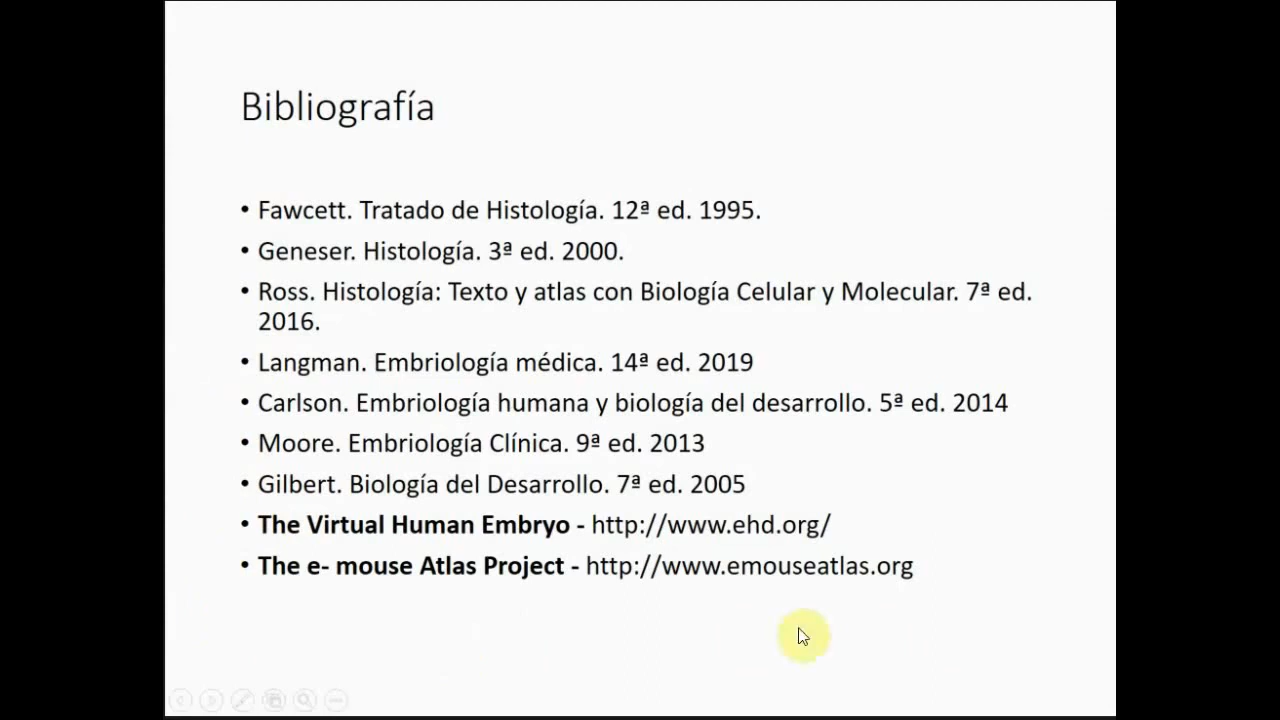 Bibliografía
• Fawcett. Tratado de Histología. 12ª ed. 1995.
• Geneser. Histología. 3ª ed. 2000.
• Ross. Histología: Texto y atlas con Biología Celular y Molecular. 7ª ed.
2016.
• Langman. Embriología médica. 14ª ed. 2019
• Carlson. Embriología humana y biología del desarrollo. 5ª ed. 2014
• Moore. Embriología Clínica. 9ª ed. 2013
• Gilbert. Biología del Desarrollo. 7ª ed. 2005
• The Virtual Human Embryo - http://www.ehd.org/
• The e- mouse Atlas Project - http://www.emouseatlas.org